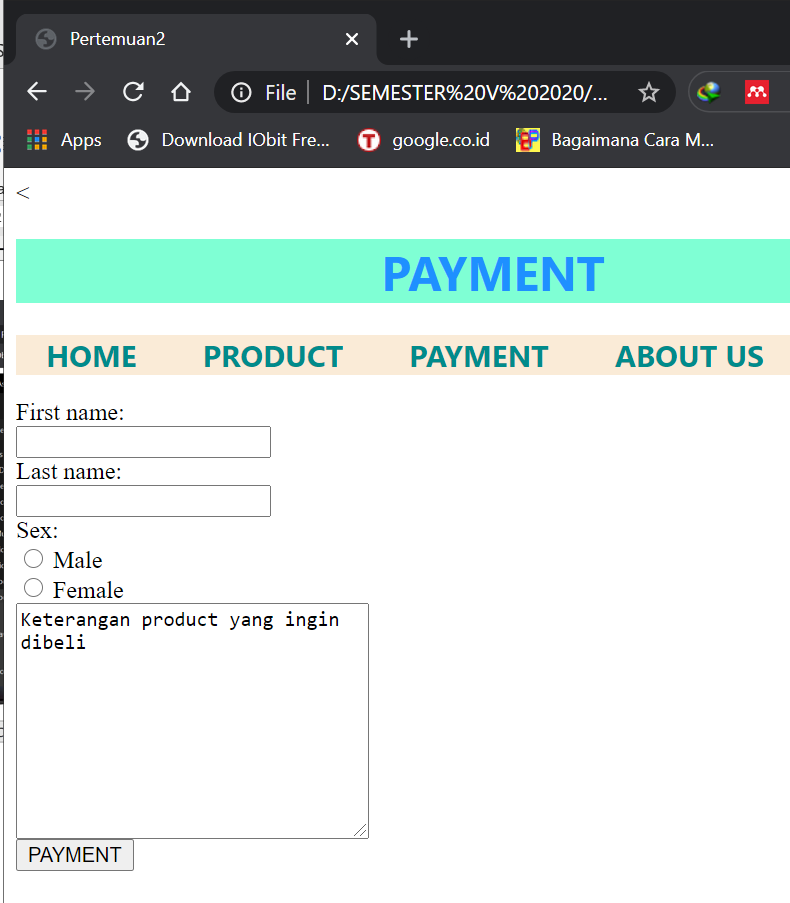 Pertemuan2
File D:/SEMESTER%20V%202020/...
Apps Download IObit Fre... google.co.id Bagaimana Cara M...
<
PAYMENT
HOME PRODUCT PAYMENT ABOUT US
First name:
Last name:
Sex:
Male
Female
Keterangan product yang ingin
dibeli
PAYMENT